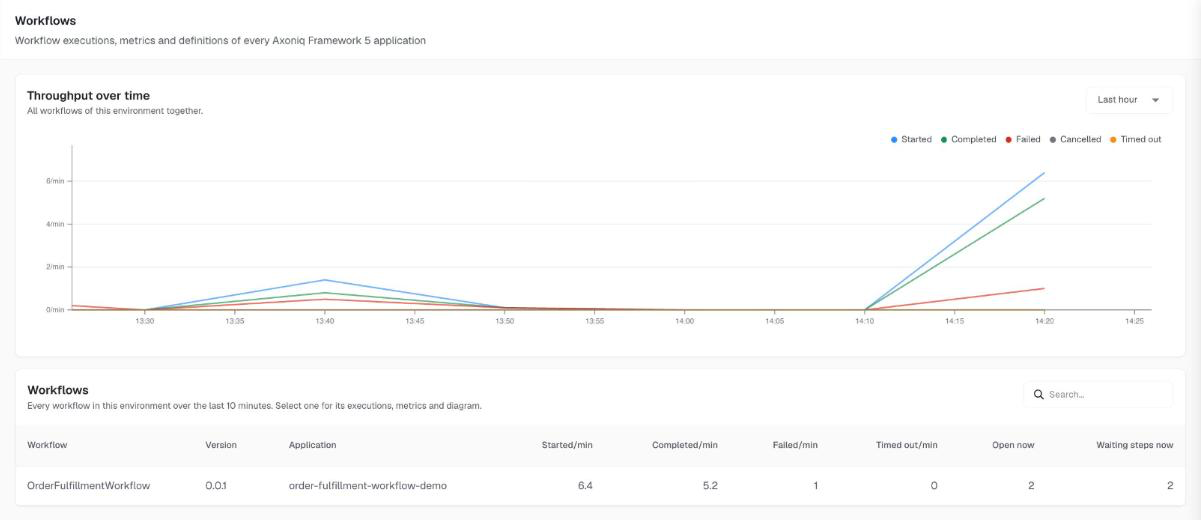 Workflows
Workflow executions, metrics and definitions of every Axoniq Framework 5 application
Throughput over time
All workflows of this environment together.
Last hour
Started Completed Failed Cancelled Timed out
6/min
4/min
2/min
0/min
13:30 13:35 13:40 13:45 13:50 13:55 14:00 14:05 14:10 14:15 14:20 14:25
Workflows
Every workflow in this environment over the last 10 minutes. Select one for its executions, metrics and diagram.
Search...
Workflow Version Application Started/min Completed/min Failed/min Timed out/min Open now Waiting steps now
OrderFulfillmentWorkflow 0.0.1 order-fulfillment-workflow-demo 6.4 5.2 1 0 2 2